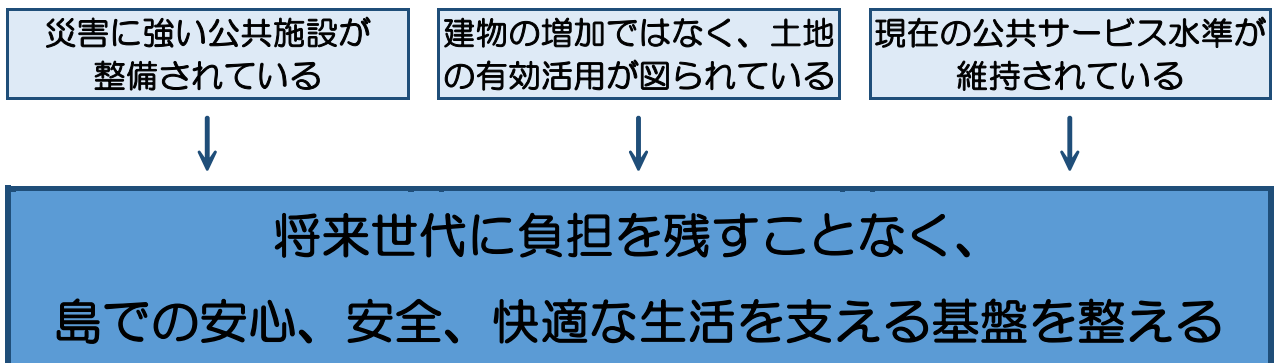 災害に強い公共施設が
整備されている
建物の増加ではなく、土地
の有効活用が図られている
現在の公共サービス水準が
維持されている
将来世代に負担を残すことなく、
島での安心、安全、快適な生活を支える基盤を整える